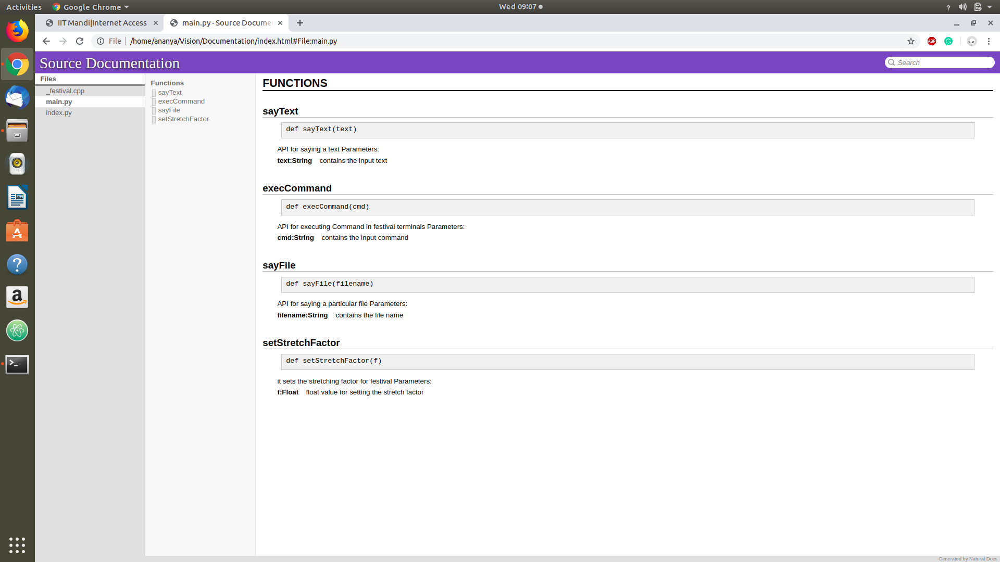 Activities Google Chrome Wed 09:07
IIT Mandi|Internet Access main.py - Source Docume
File /home/ananya/Vision/Documentation/index.html#File:main.py ABP
Source Documentation Search
Files
_festival.cpp
main.py
index.py
Functions
sayText
execCommand
sayFile
setStretchFactor
FUNCTIONS
sayText
def sayText(text)
API for saying a text Parameters:
text:String contains the input text
execCommand
def execCommand(cmd)
API for executing Command in festival terminals Parameters:
cmd:String contains the input command
sayFile
def sayFile(filename)
API for saying a particular file Parameters:
filename:String contains the file name
setStretchFactor
def setStretchFactor(f)
it sets the stretching factor for festival Parameters:
f:Float float value for setting the stretch factor
Generated by Natural Docs